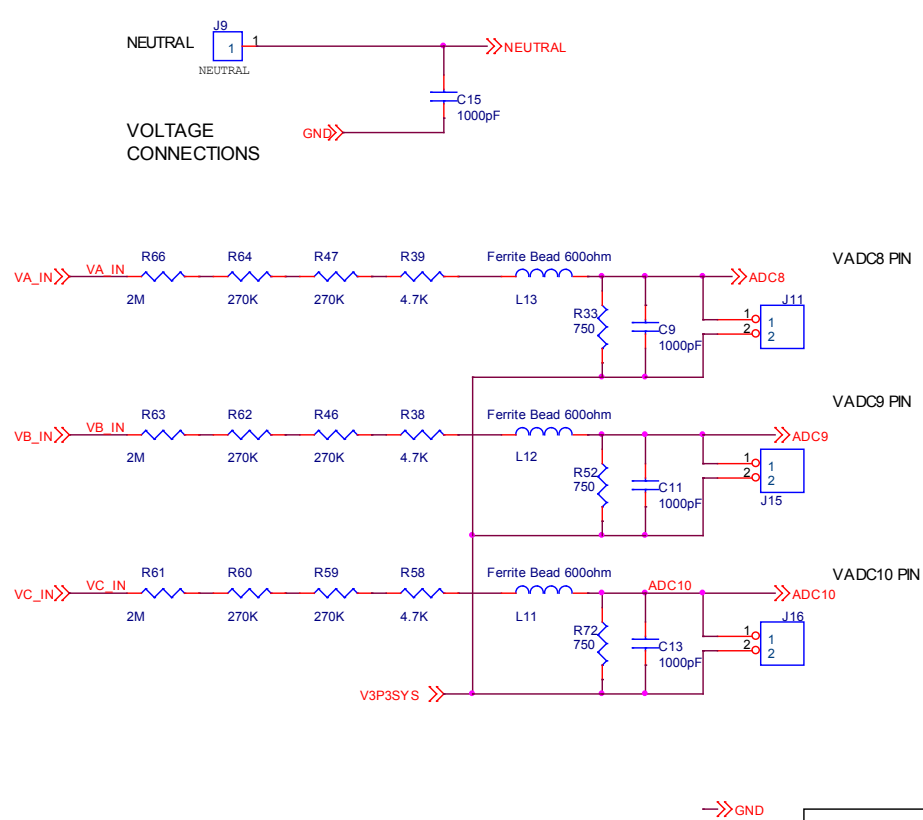 J9
NEUTRAL
1
1
NEUTRAL
NEUTRAL
C15
1000pF
VOLTAGE
CONNECTIONS
GND
R66 R64 R47 R39 Ferrite Bead 600ohm
VADC8 PIN
VA_IN VA_IN ADC8
2M 270K 270K 4.7K L13
J11
R33
750
C9
1000pF
1 1
2 2
R63 R62 R46 R38 Ferrite Bead 600ohm
VADC9 PIN
VB_IN VB_IN ADC9
2M 270K 270K 4.7K L12
R52
750
C11
1000pF
1 1
2 2
J15
R61 R60 R59 R58 Ferrite Bead 600ohm
VADC10 PIN
VC_IN VC_IN ADC10 ADC10
2M 270K 270K 4.7K L11
J16
R72
750
C13
1000pF
1 1
2 2
V3P3SYS
GND